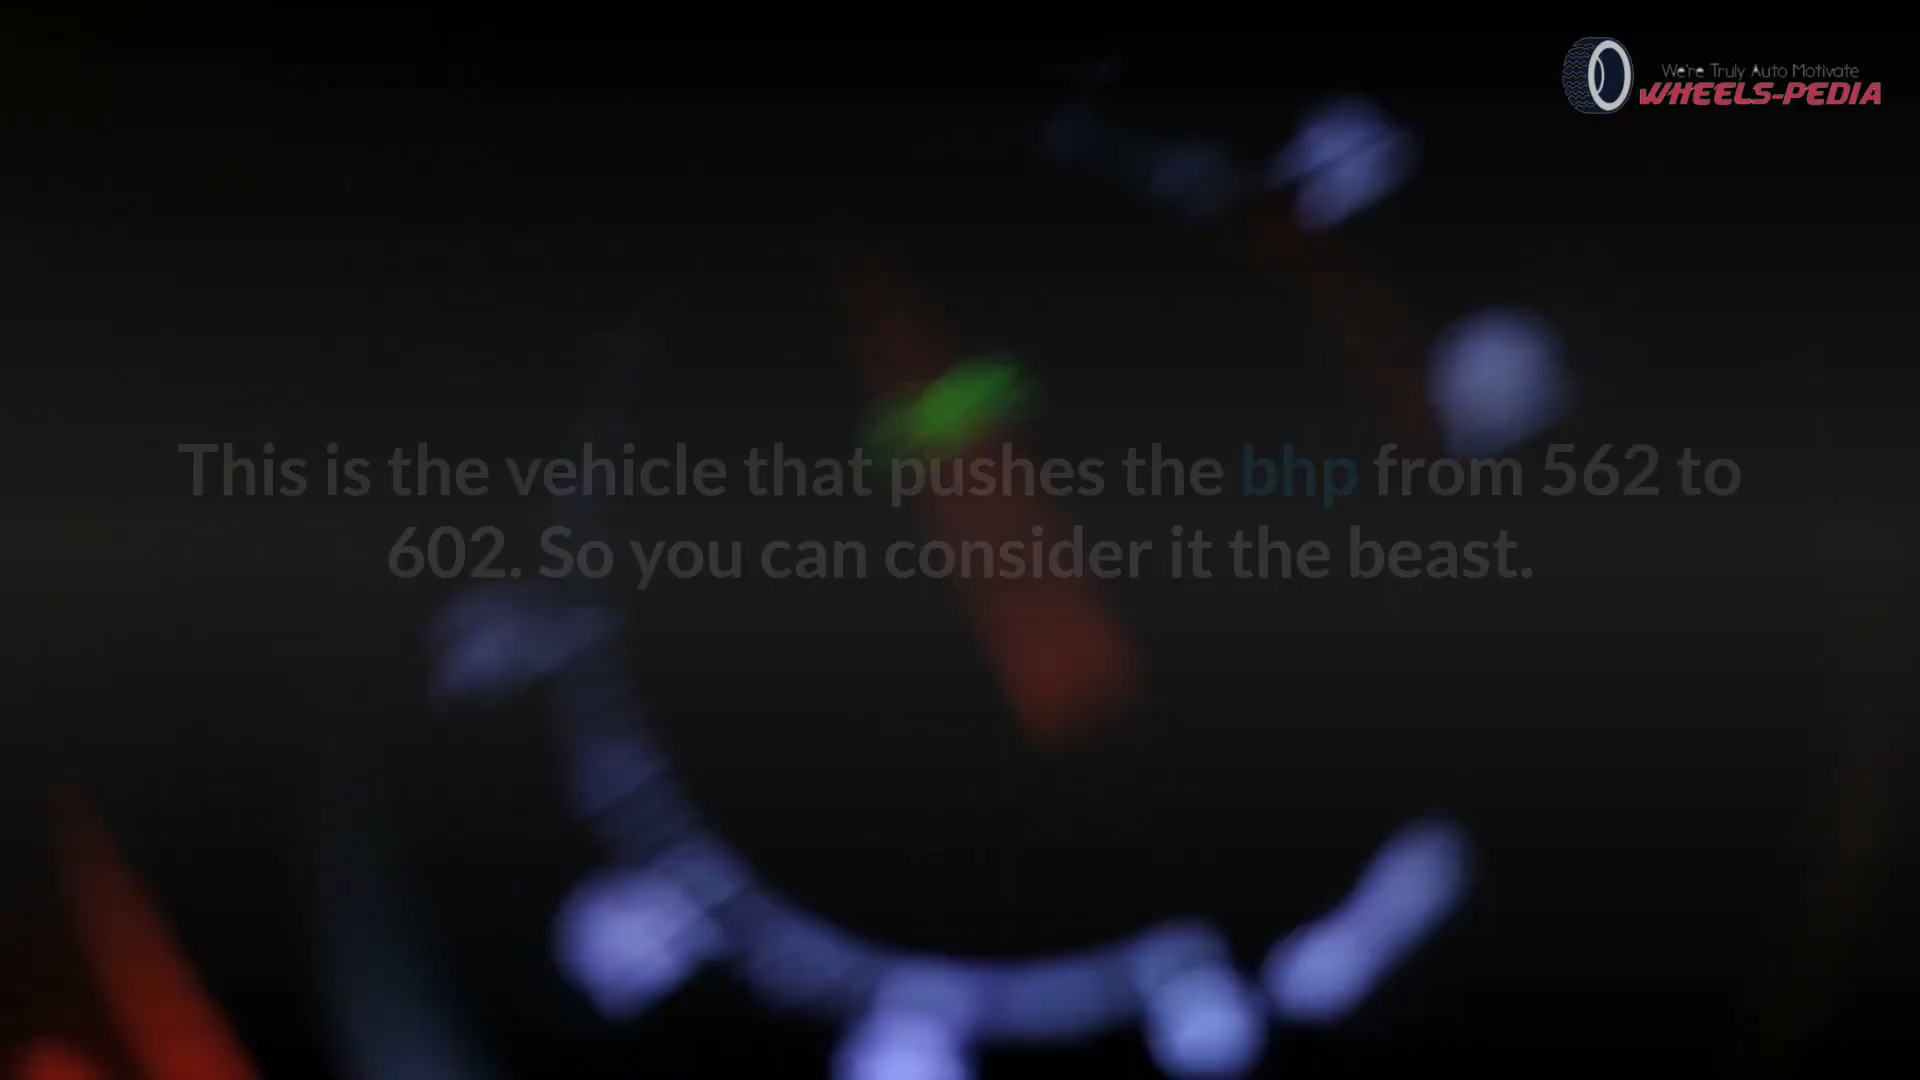 We're Truly Auto Motivate
WHEELS-PEDIA
This is the vehicle that pushes the bhp from 562 to
602. So you can consider it the beast.